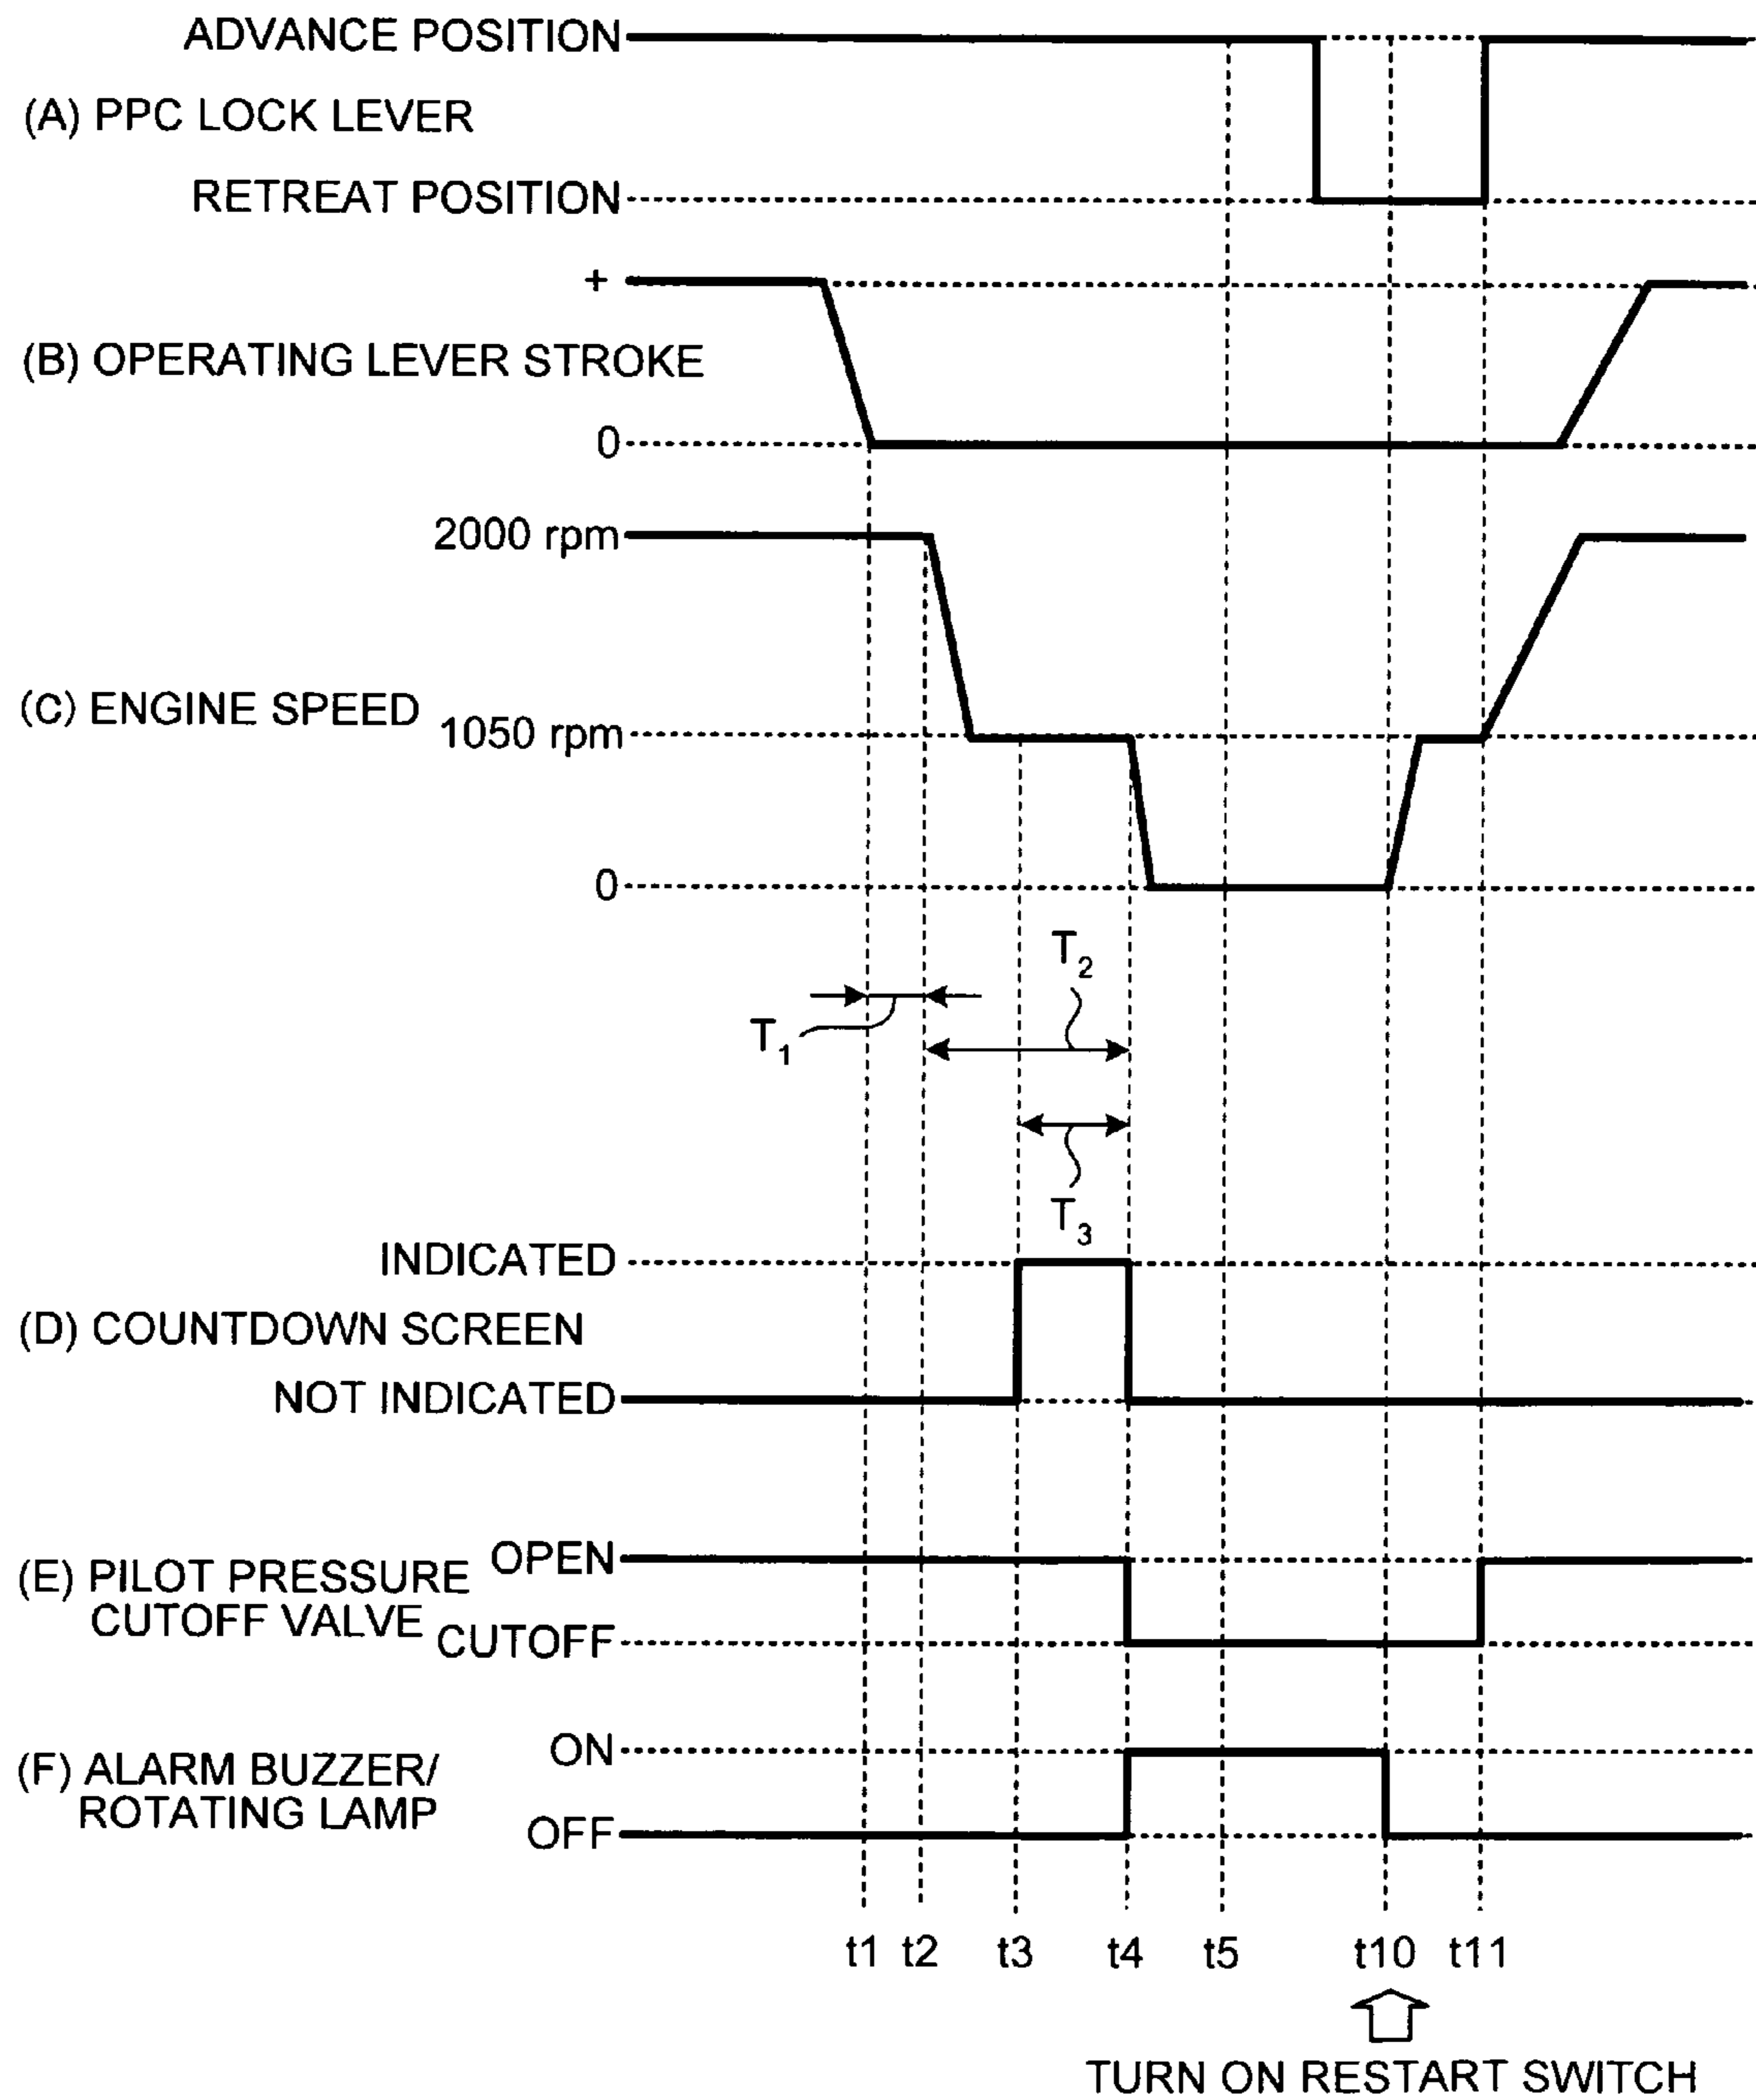 ADVANCE POSITION
(A) PPC LOCK LEVER
RETREAT POSITION
+
(B) OPERATING LEVER STROKE
0
2000 rpm
(C) ENGINE SPEED
1050 rpm
0
T2
T1
T3
INDICATED
(D) COUNTDOWN SCREEN
NOT INDICATED
OPEN
(E) PILOT PRESSURE
CUTOFF VALVE
CUTOFF
ON
(F) ALARM BUZZER/
ROTATING LAMP
OFF
t1 t2 t3 t4 t5 t10 t11
TURN ON RESTART SWITCH